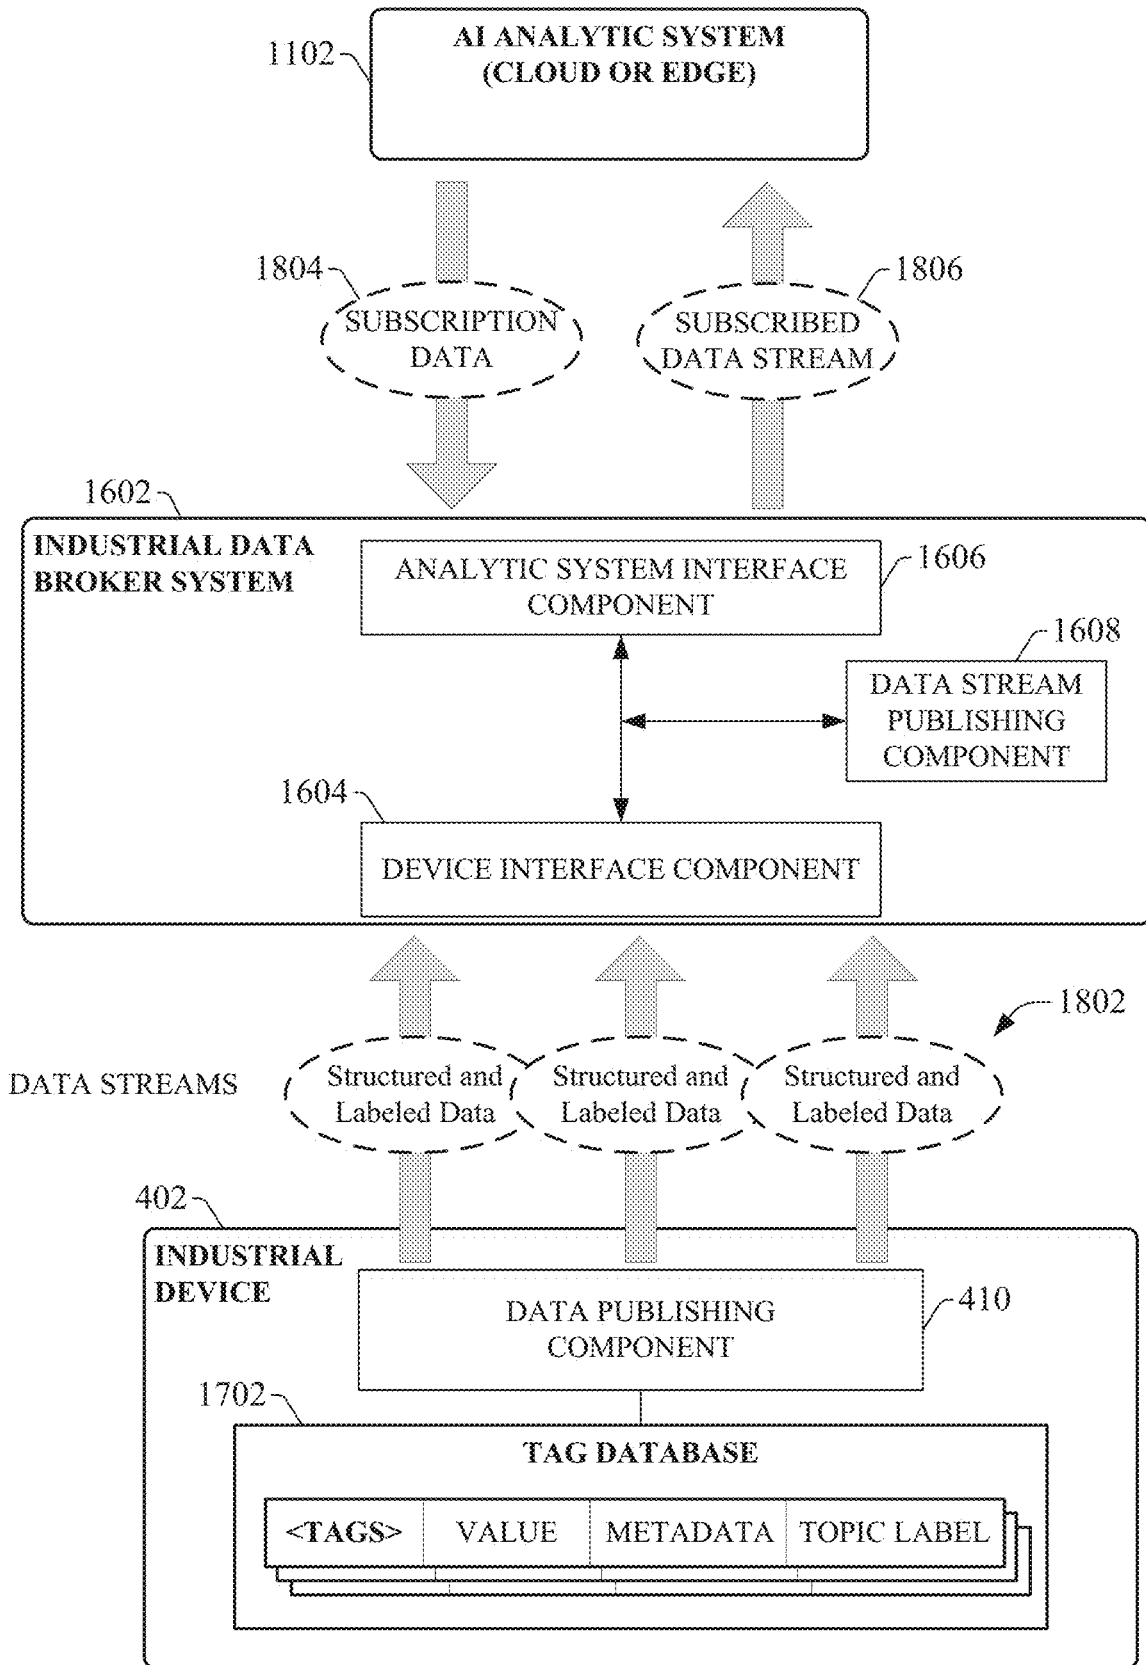 AI ANALYTIC SYSTEM
(CLOUD OR EDGE)
1102
1804
1806
SUBSCRIPTION
DATA
SUBSCRIBED
DATA STREAM
1602
INDUSTRIAL DATA
BROKER SYSTEM
ANALYTIC SYSTEM INTERFACE
COMPONENT
1606
1608
DATA STREAM
PUBLISHING
COMPONENT
1604
DEVICE INTERFACE COMPONENT
1802
DATA STREAMS
Structured and
Labeled Data
Structured and
Labeled Data
Structured and
Labeled Data
402
INDUSTRIAL
DEVICE
DATA PUBLISHING
COMPONENT
410
1702
TAG DATABASE
<TAGS> VALUE METADATA TOPIC LABEL